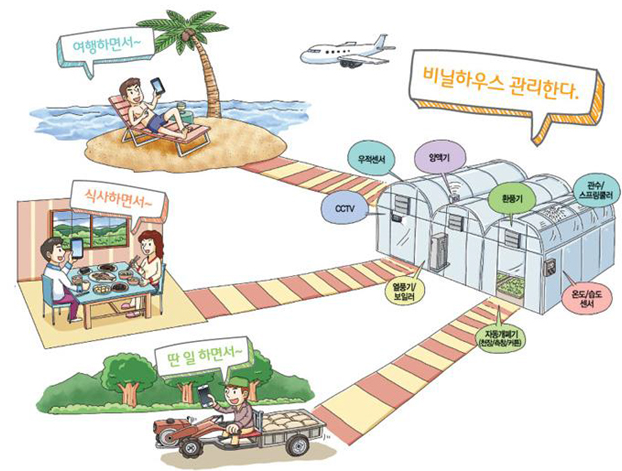 여행하면서~
비닐하우스 관리한다.
우적센서
양액기
환풍기
관수/
스프링쿨러
CCTV
식사하면서~
열풍기/
보일러
온도/습도
센서
자동개폐기
(천장/측창/커튼)
딴 일 하면서~